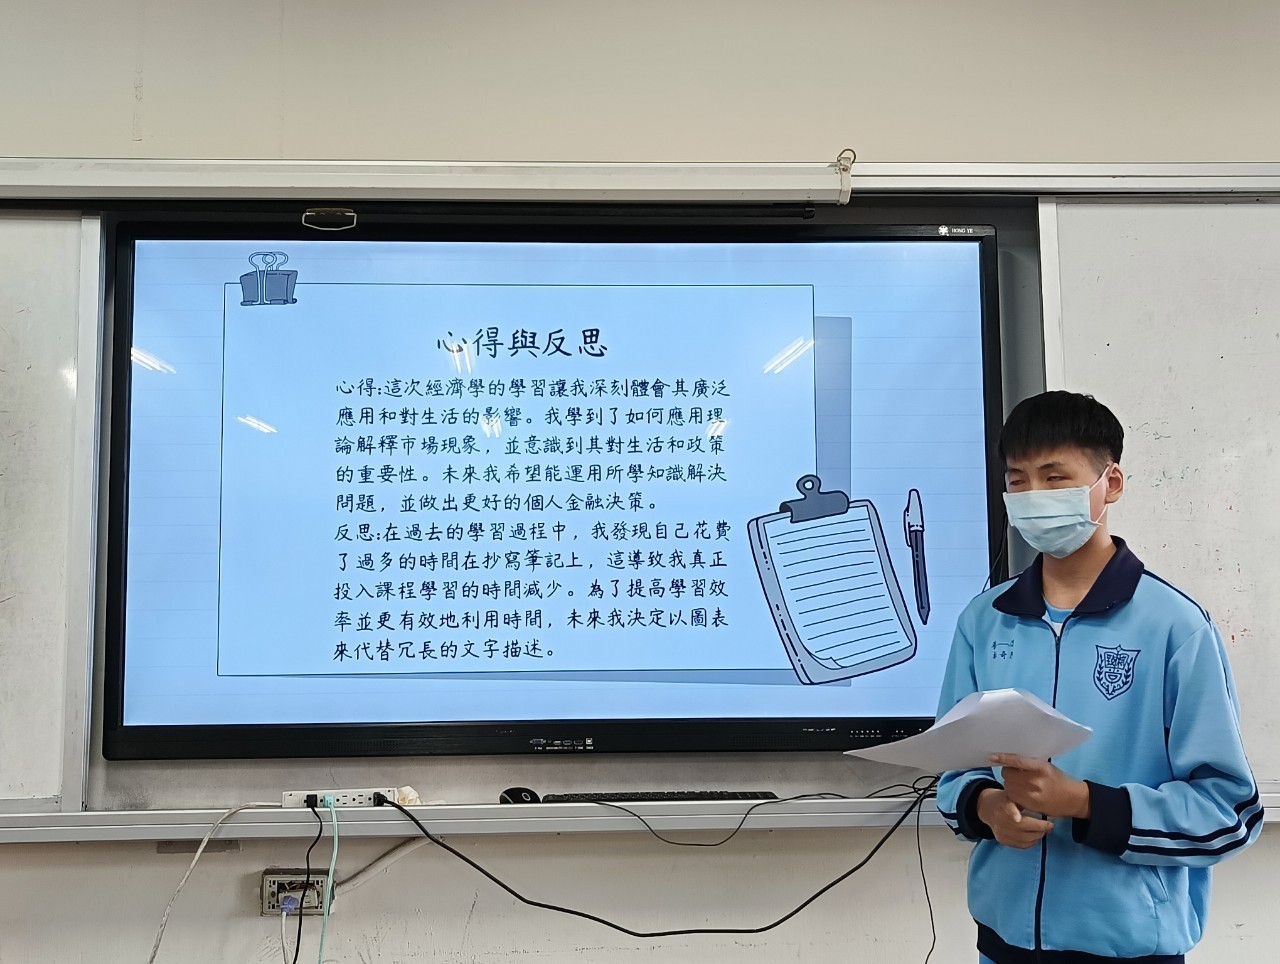 HONG YE
心得與反思
心得:這次經濟學的學習讓我深刻體會其廣泛
應用和對生活的影響。我學到了如何應用理
論解釋市場現象，並意識到其對生活和政策
的重要性。未來我希望能運用所學知識解決
問題，並做出更好的個人金融決策。
反思:在過去的學習過程中，我發現自己花費
了過多的時間在抄寫筆記上，這導致我真正
投入課程學習的時間減少。為了提高學習效
率並更有效地利用時間，未來我決定以圖表
來代替冗長的文字描述。